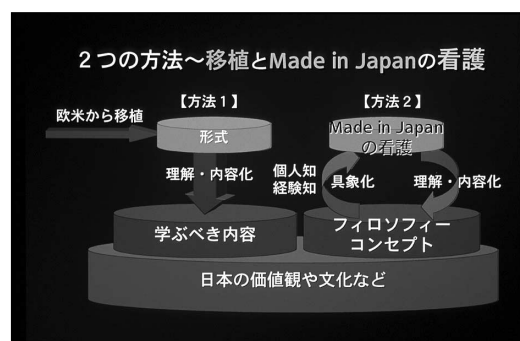 ２つの方法～移植とMade in Japanの看護
【方法１】
【方法２】
欧米から移植
形式
Made in Japan
の看護
理解・内容化
個人知
経験知
具象化
理解・内容化
学ぶべき内容
フィロソフィー
コンセプト
日本の価値観や文化など